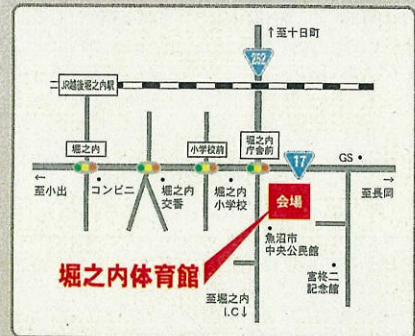 ↑至十日町
252
JR越後堀之内駅
堀之内
小学校前
堀之内
庁舎前
17
GS
←
至小出
コンビニ
堀之内
交番
堀之内
小学校
会場
→
至長岡
魚沼市
中央公民館
宮柊二
記念館
堀之内体育館
至堀之内
I.C↓